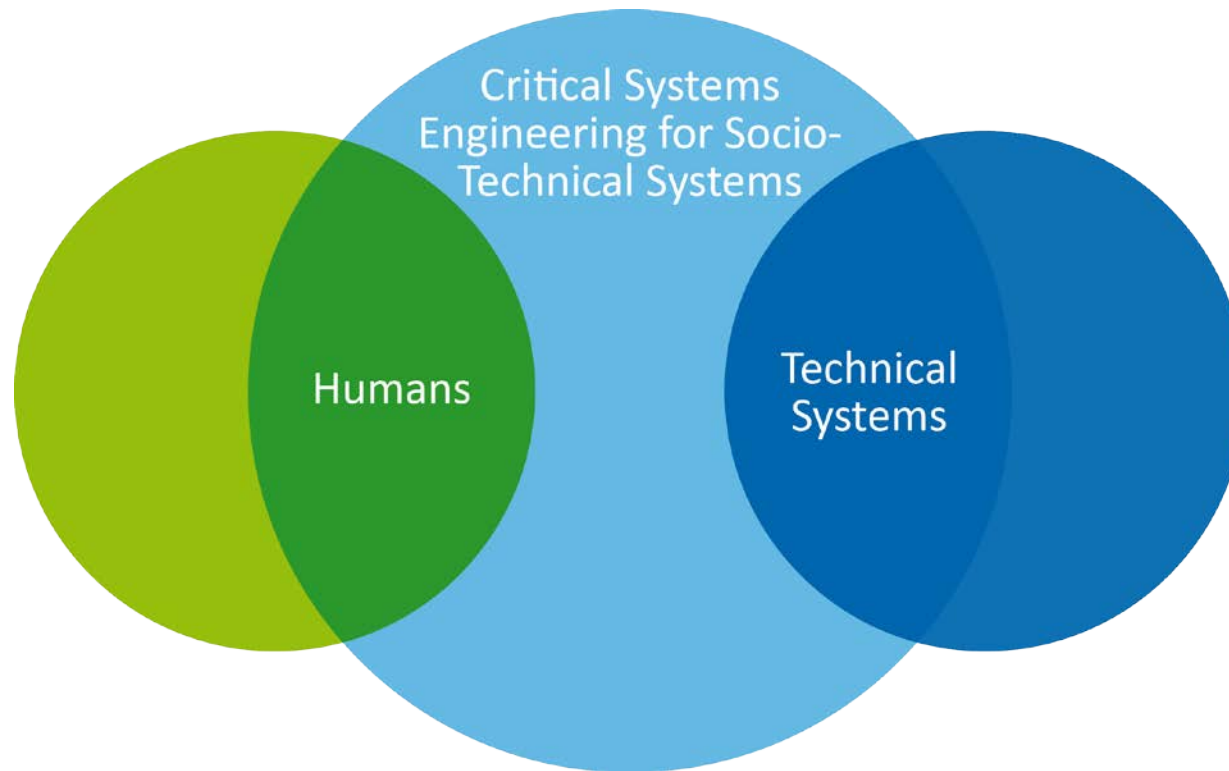 Critical Systems
Engineering for Socio-
Technical Systems
Humans
Technical
Systems